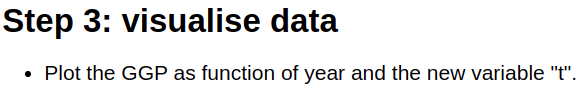 Step 3: visualise data
• Plot the GGP as function of year and the new variable "t".